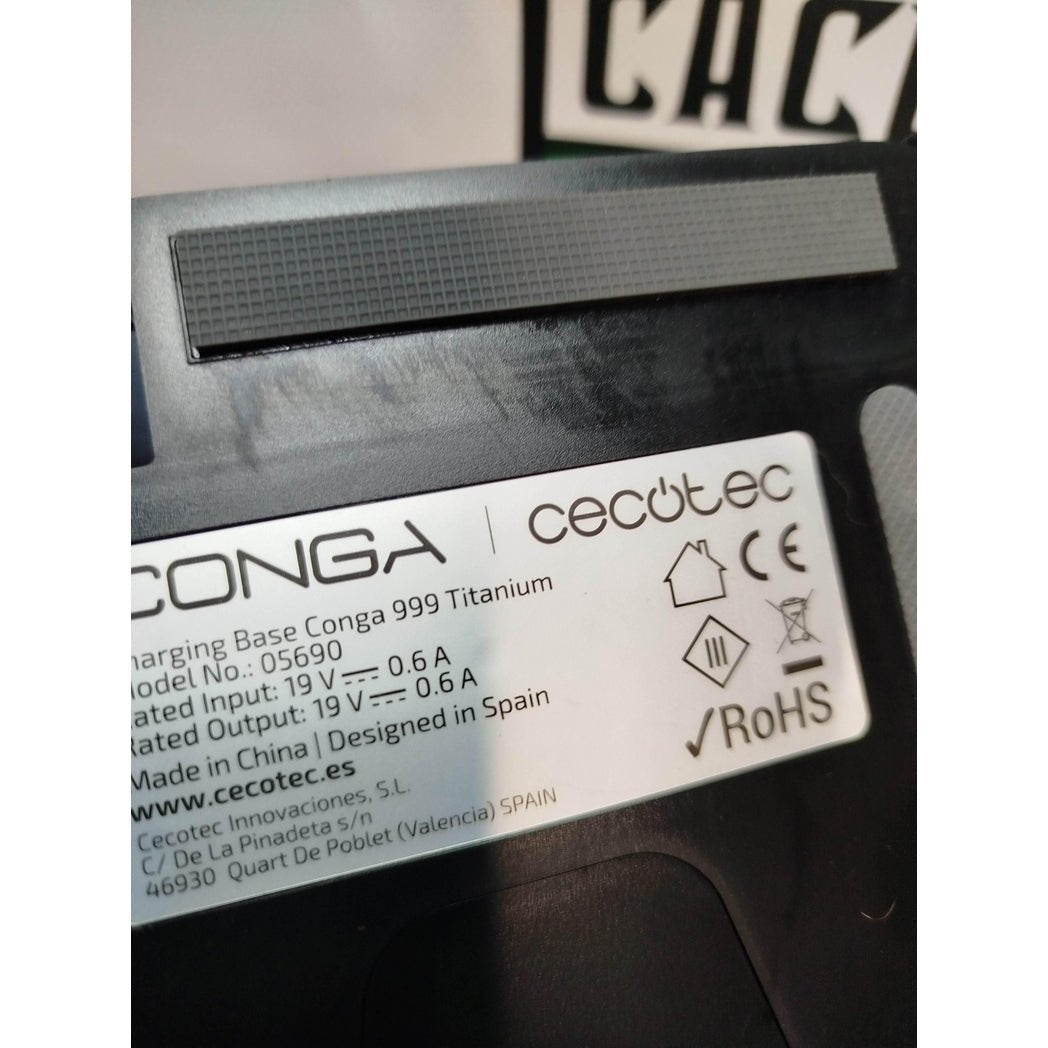 CAC
CONGA | cecotec
harging Base Conga 999 Titanium
odel No.: 05690
ated Input: 19 V 0.6 A
Rated Output: 19 V 0.6 A
Made in China | Designed in Spain
www.cecotec.es
Cecotec Innovaciones, S.L.
C/ De La Pinadeta s/n
46930 Quart De Poblet (Valencia) SPAIN
CE
III
✓RoHS